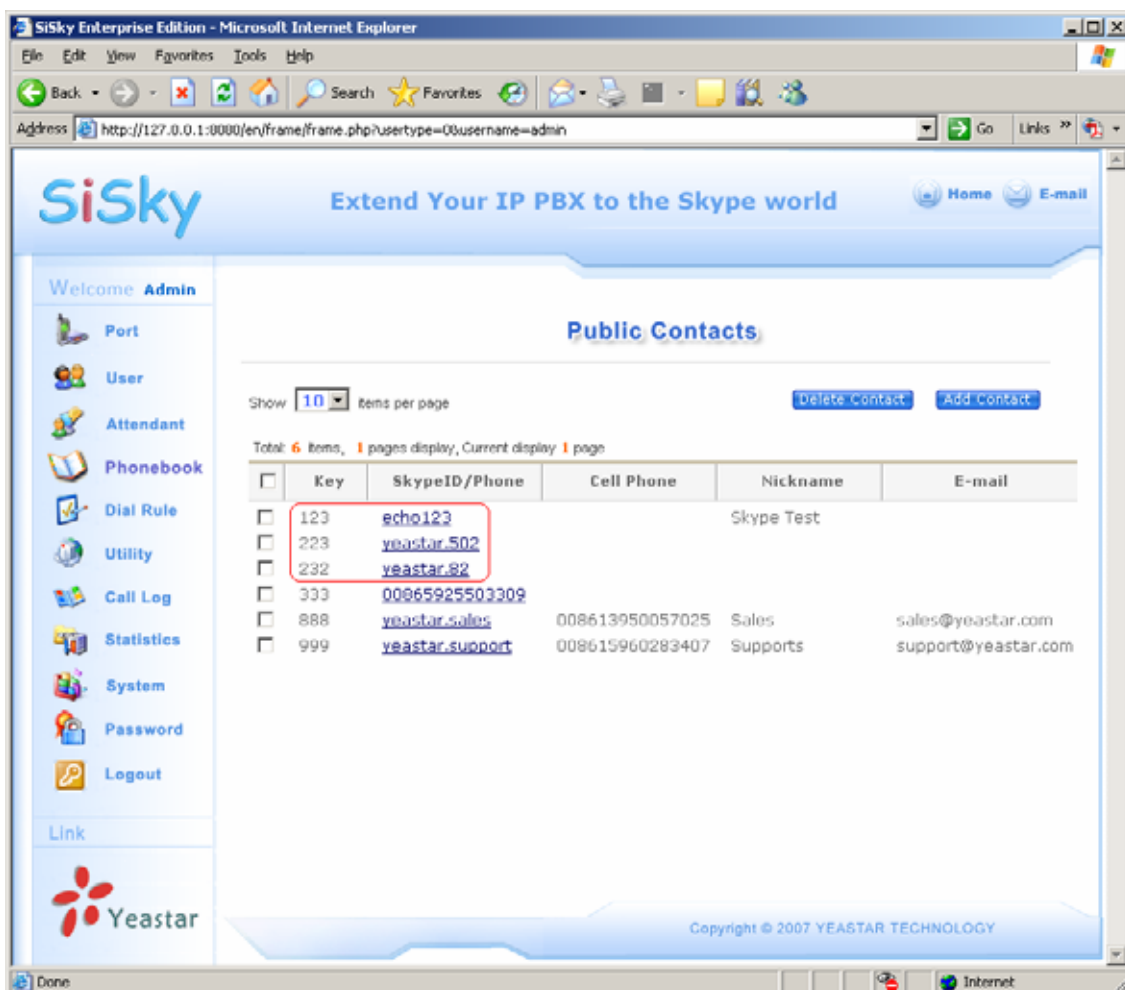 SiSky Enterprise Edition - Microsoft Internet Explorer
File Edit View Favorites Tools Help
Back Search Favorites
Address http://127.0.0.1:8080/en/frame/frame.php?usertype=0&username=admin Go Links »
SiSky Extend Your IP PBX to the Skype world Home E-mail
Welcome Admin
Port
User
Attendant
Phonebook
Dial Rule
Utility
Call Log
Statistics
System
Password
Logout
Link
Yeastar
Public Contacts
Show 10 items per page Delete Contact Add Contact
Total: 6 items, 1 pages display, Current display 1 page
Key SkypeID/Phone Cell Phone Nickname E-mail
123 echo123 Skype Test
223 yeastar.502
232 yeastar.82
333 00865925503309
888 yeastar.sales 008613950057025 Sales sales@yeastar.com
999 yeastar.support 008615960283407 Supports support@yeastar.com
Copyright © 2007 YEASTAR TECHNOLOGY
Done Internet